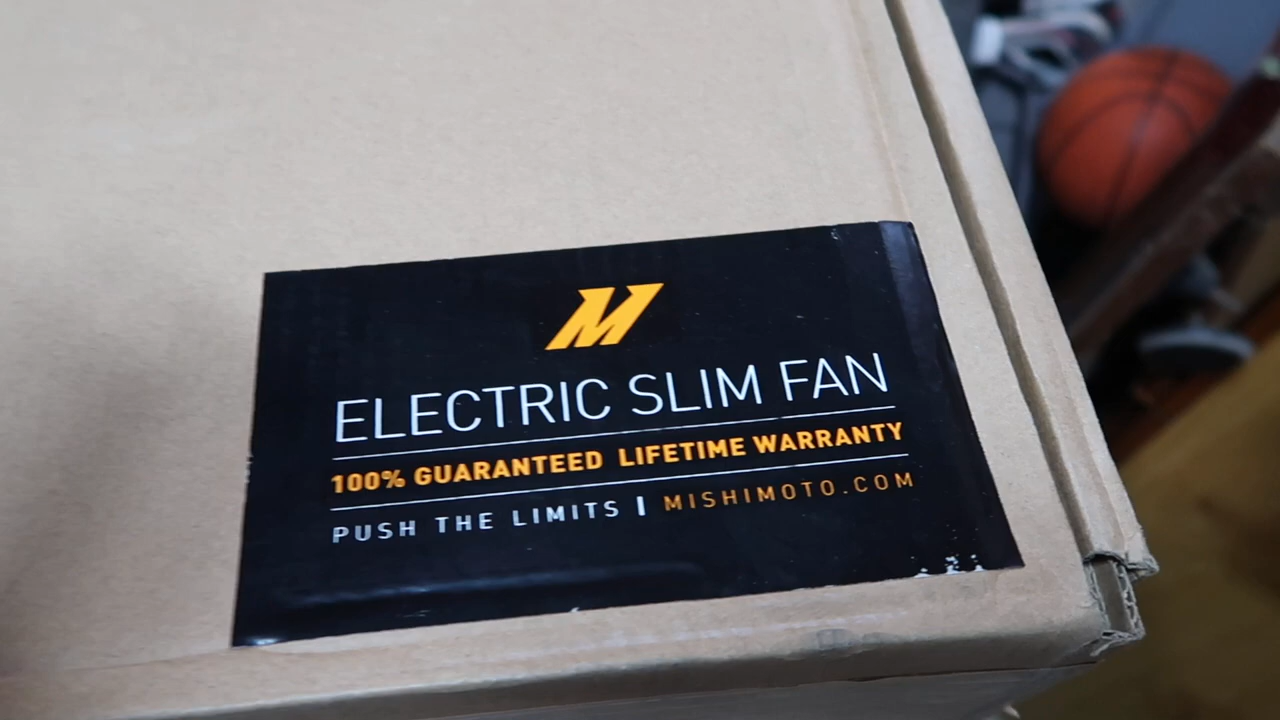 M
ELECTRIC SLIM FAN
100% GUARANTEED LIFETIME WARRANTY
PUSH THE LIMITS | MISHIMOTO.COM